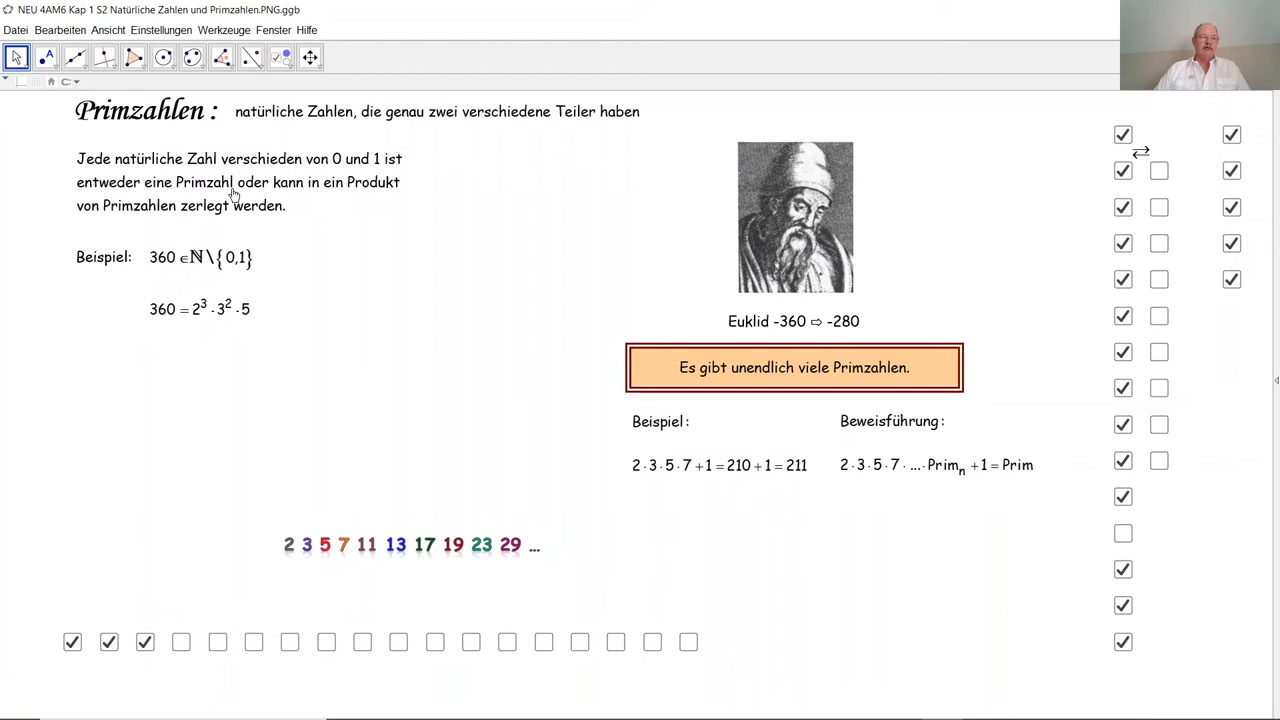 NEU 4AM6 Kap 1 S2 Natürliche Zahlen und Primzahlen.PNG.ggb
Datei Bearbeiten Ansicht Einstellungen Werkzeuge Fenster Hilfe
Primzahlen : natürliche Zahlen, die genau zwei verschiedene Teiler haben
Jede natürliche Zahl verschieden von 0 und 1 ist
entweder eine Primzahl oder kann in ein Produkt
von Primzahlen zerlegt werden.
Beispiel: 360 ∈ ℕ \ { 0,1}
360 = 2³ · 3² · 5
Euklid -360 ⇨ -280
Es gibt unendlich viele Primzahlen.
Beispiel :
2 · 3 · 5 · 7 + 1 = 210 + 1 = 211
Beweisführung :
2 · 3 · 5 · 7 · ... · Primₙ + 1 = Prim
2 3 5 7 11 13 17 19 23 29 ...